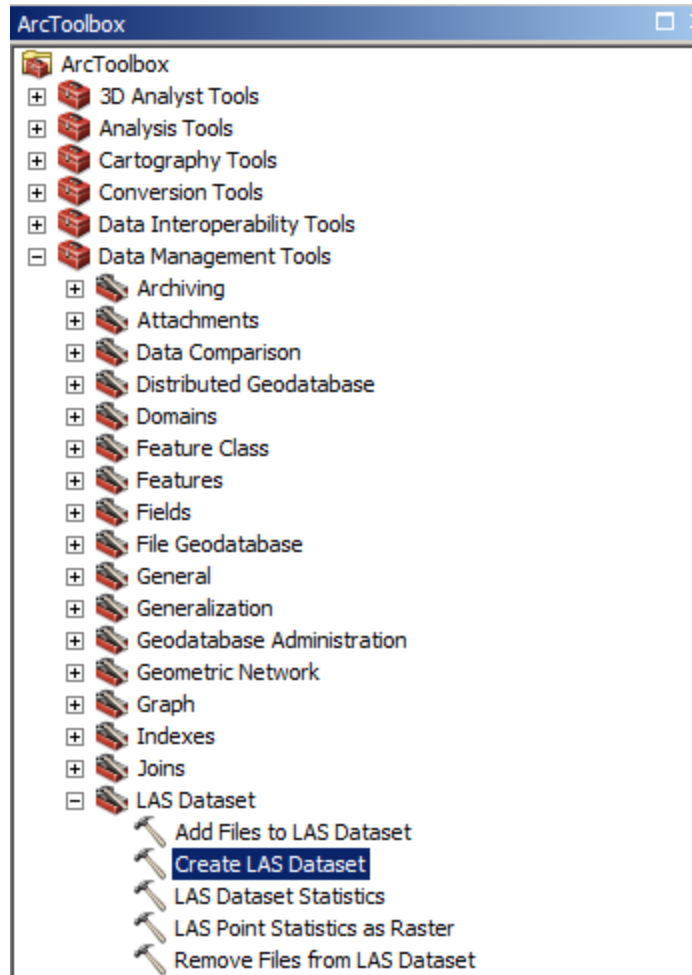 ArcToolbox
ArcToolbox
3D Analyst Tools
Analysis Tools
Cartography Tools
Conversion Tools
Data Interoperability Tools
Data Management Tools
Archiving
Attachments
Data Comparison
Distributed Geodatabase
Domains
Feature Class
Features
Fields
File Geodatabase
General
Generalization
Geodatabase Administration
Geometric Network
Graph
Indexes
Joins
LAS Dataset
Add Files to LAS Dataset
Create LAS Dataset
LAS Dataset Statistics
LAS Point Statistics as Raster
Remove Files from LAS Dataset